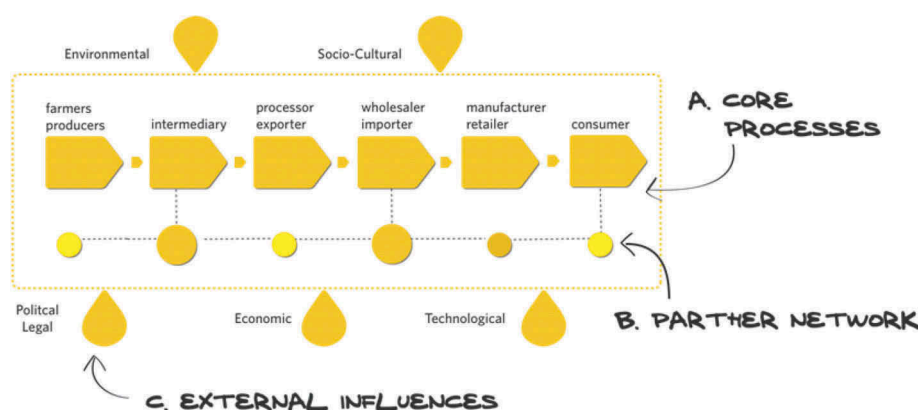 Environmental
Socio-Cultural
farmers
producers
intermediary
processor
exporter
wholesaler
importer
manufacturer
retailer
consumer
A. CORE
PROCESSES
Politcal
Legal
Economic
Technological
B. PARTHER NETWORK
C. EXTERNAL INFLUENCES